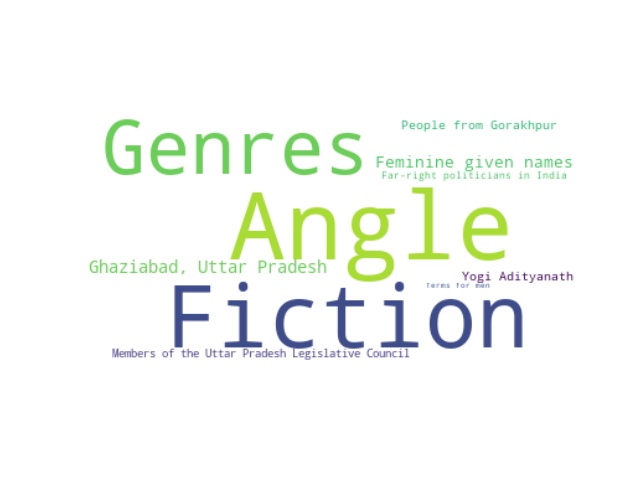 People from Gorakhpur
Genres
Feminine given names
Far-right politicians in India
Angle
Ghaziabad, Uttar Pradesh
Yogi Adityanath
Terms for men
Fiction
Members of the Uttar Pradesh Legislative Council